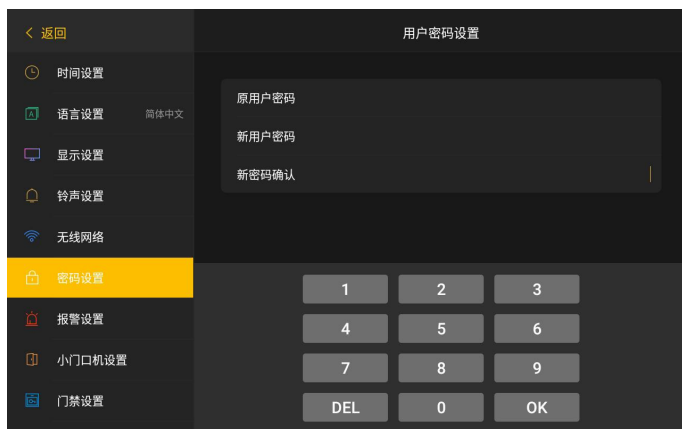 返回
用户密码设置
时间设置
语言设置 简体中文
显示设置
铃声设置
无线网络
密码设置
报警设置
小门口机设置
门禁设置
原用户密码
新用户密码
新密码确认
1 2 3
4 5 6
7 8 9
DEL 0 OK